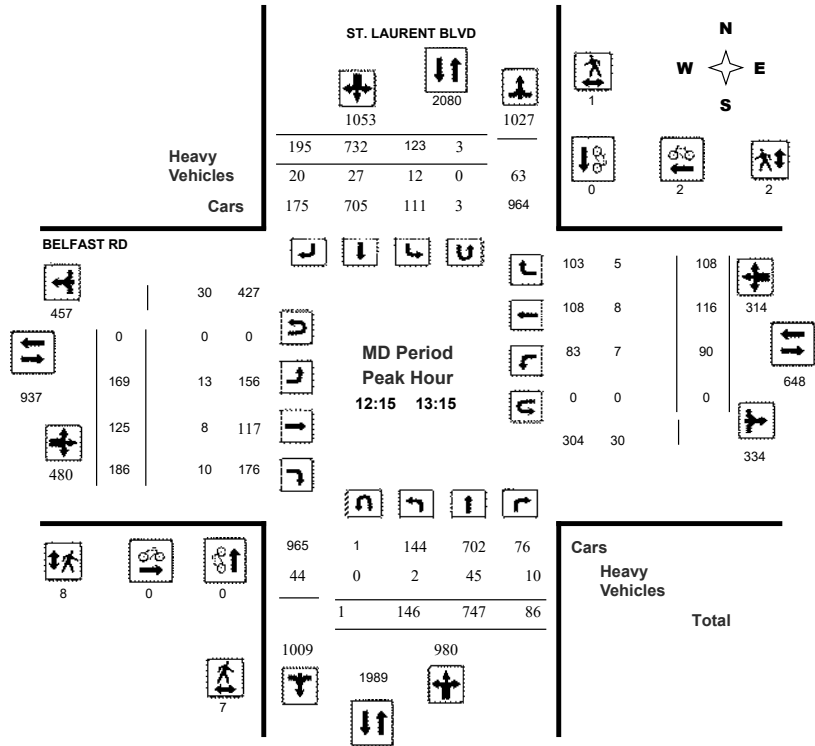 ST. LAURENT BLVD
N
W E
S
1
2080
1053 1027
195 732 123 3
Heavy
Vehicles
20 27 12 0 63
Cars 175 705 111 3 964
0 2 2
BELFAST RD
457
30 427
0 0 0
937
169 13 156
125 8 117
480
186 10 176
MD Period
Peak Hour
12:15 13:15
103 5 108
314
108 8 116
83 7 90
648
0 0 0
304 30
334
965 1 144 702 76 Cars
44 0 2 45 10 Heavy
Vehicles
1 146 747 86 Total
8 0 0
1009 980
1989
7